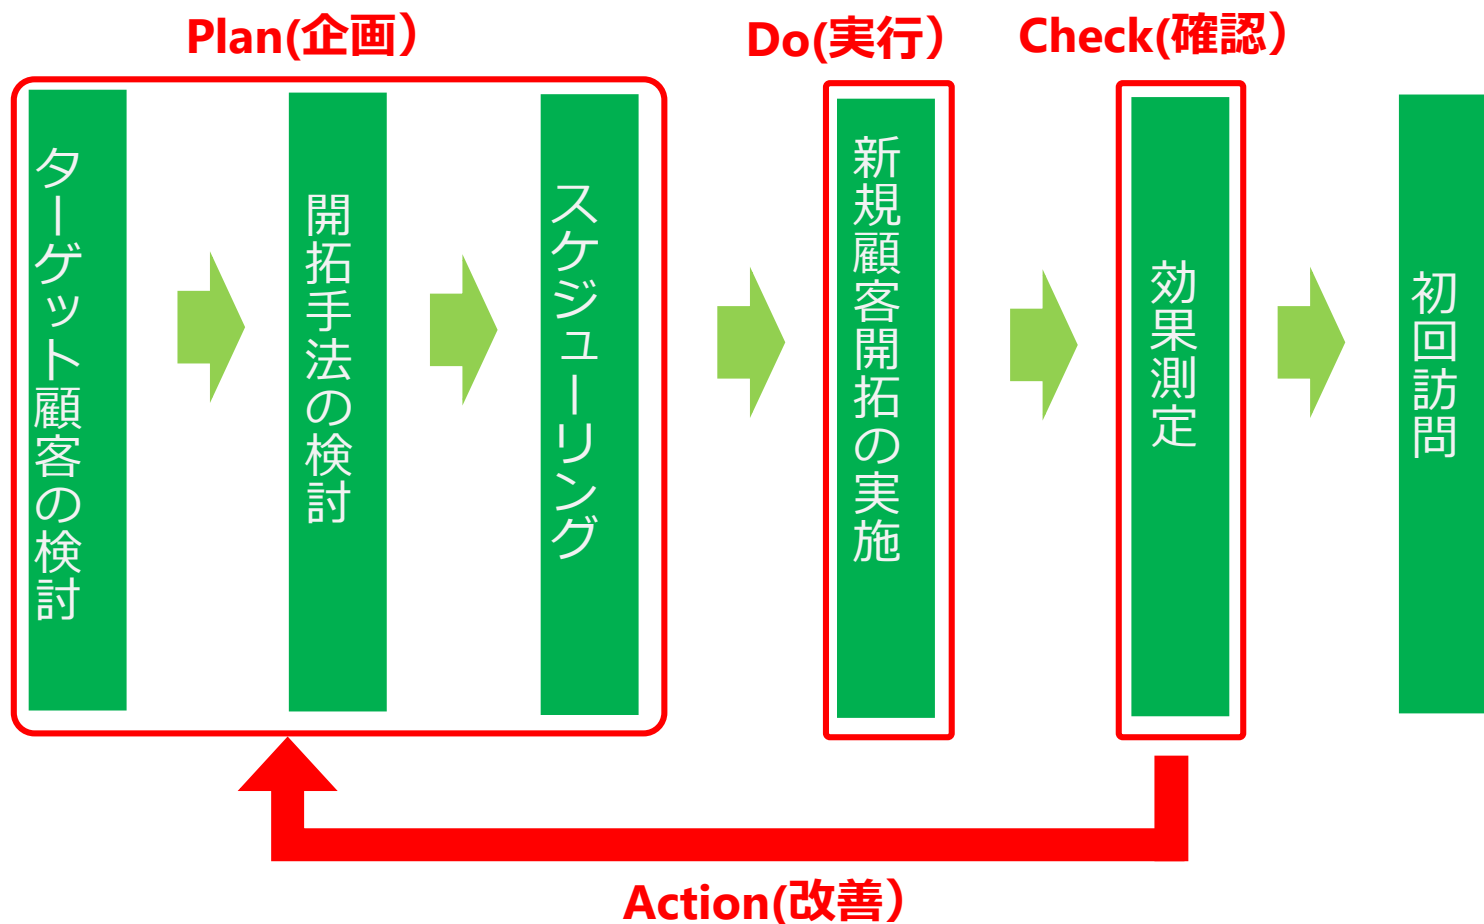 Plan(企画）
Do(実行）
Check(確認）
ターゲット顧客の検討
開拓手法の検討
スケジューリング
新規顧客開拓の実施
効果測定
初回訪問
Action(改善）